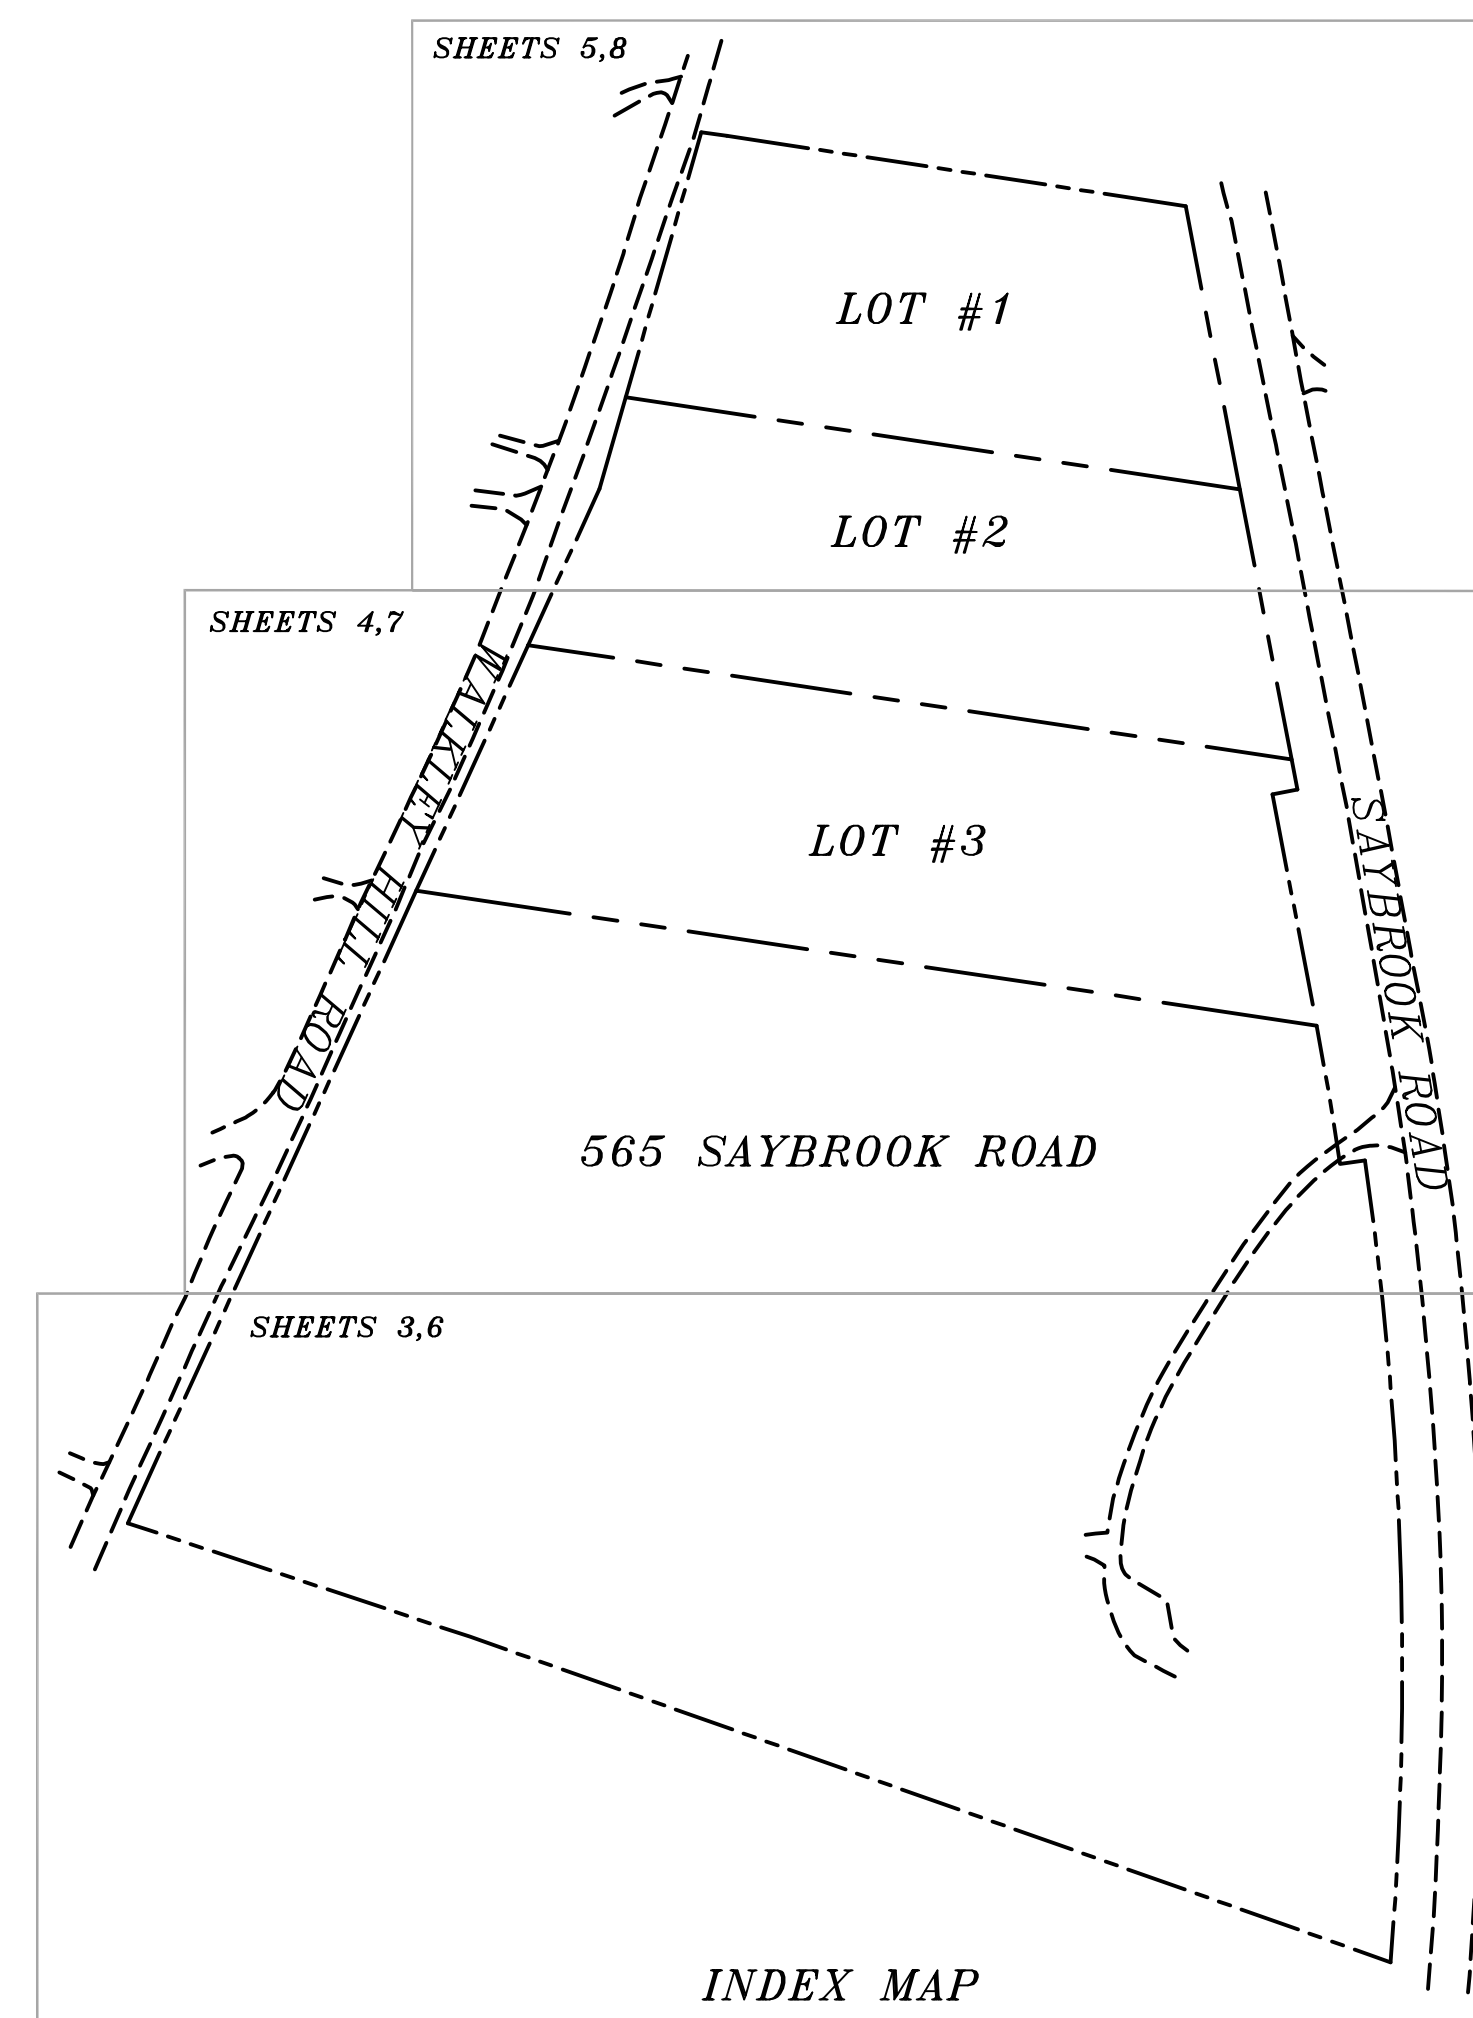 SHEETS 5,8
LOT #1
LOT #2
SHEETS 4,7
WALKLEY HILL ROAD
LOT #3
SAYBROOK ROAD
565 SAYBROOK ROAD
SHEETS 3,6
INDEX MAP